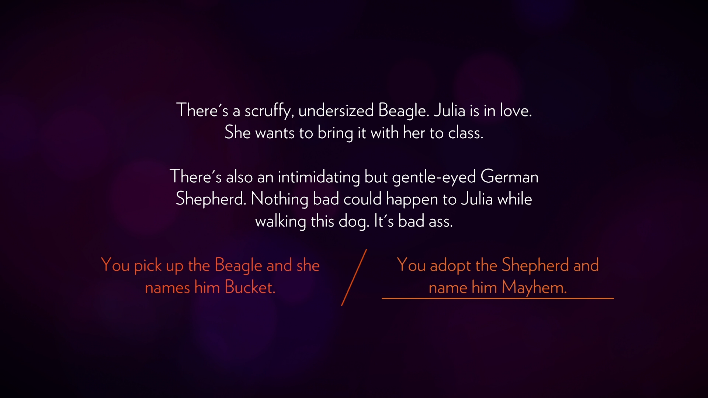 There's a scruffy, undersized Beagle. Julia is in love.
She wants to bring it with her to class.
There's also an intimidating but gentle-eyed German
Shepherd. Nothing bad could happen to Julia while
walking this dog. It's bad ass.
You pick up the Beagle and she
names him Bucket.
You adopt the Shepherd and
name him Mayhem.